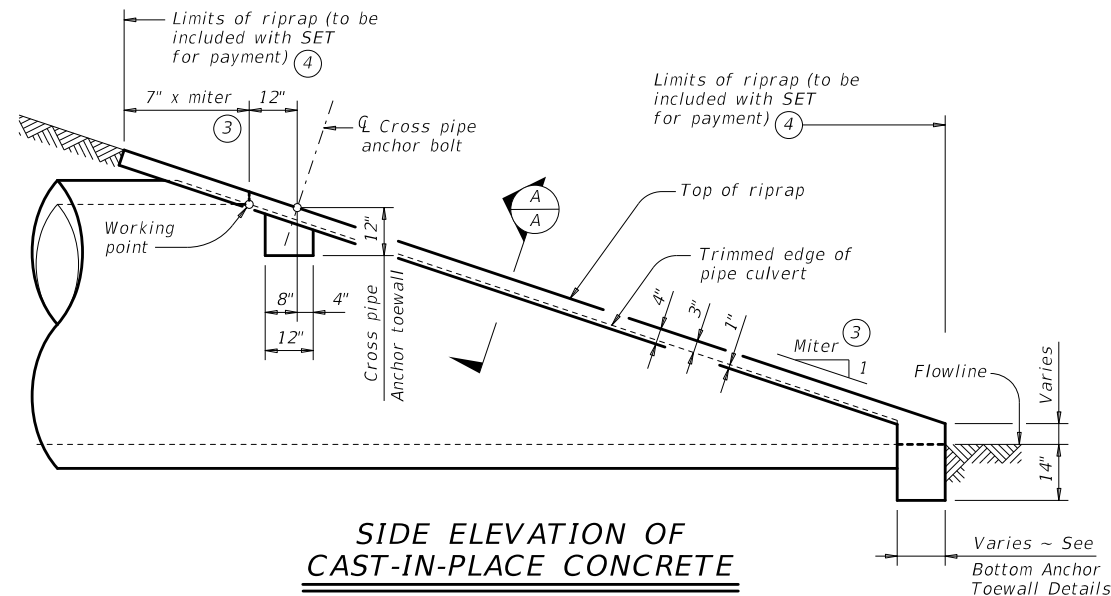 Limits of riprap (to be
included with SET
for payment) 4
7" x miter
12"
3
℄ Cross pipe
anchor bolt
Limits of riprap (to be
included with SET
for payment) 4
A
A
Top of riprap
Working
point
12"
Trimmed edge of
pipe culvert
8"
4"
12"
Cross pipe
Anchor toewall
4"
3"
1"
Miter 3
1
Flowline
Varies
14"
SIDE ELEVATION OF
CAST-IN-PLACE CONCRETE
Varies ~ See
Bottom Anchor
Toewall Details